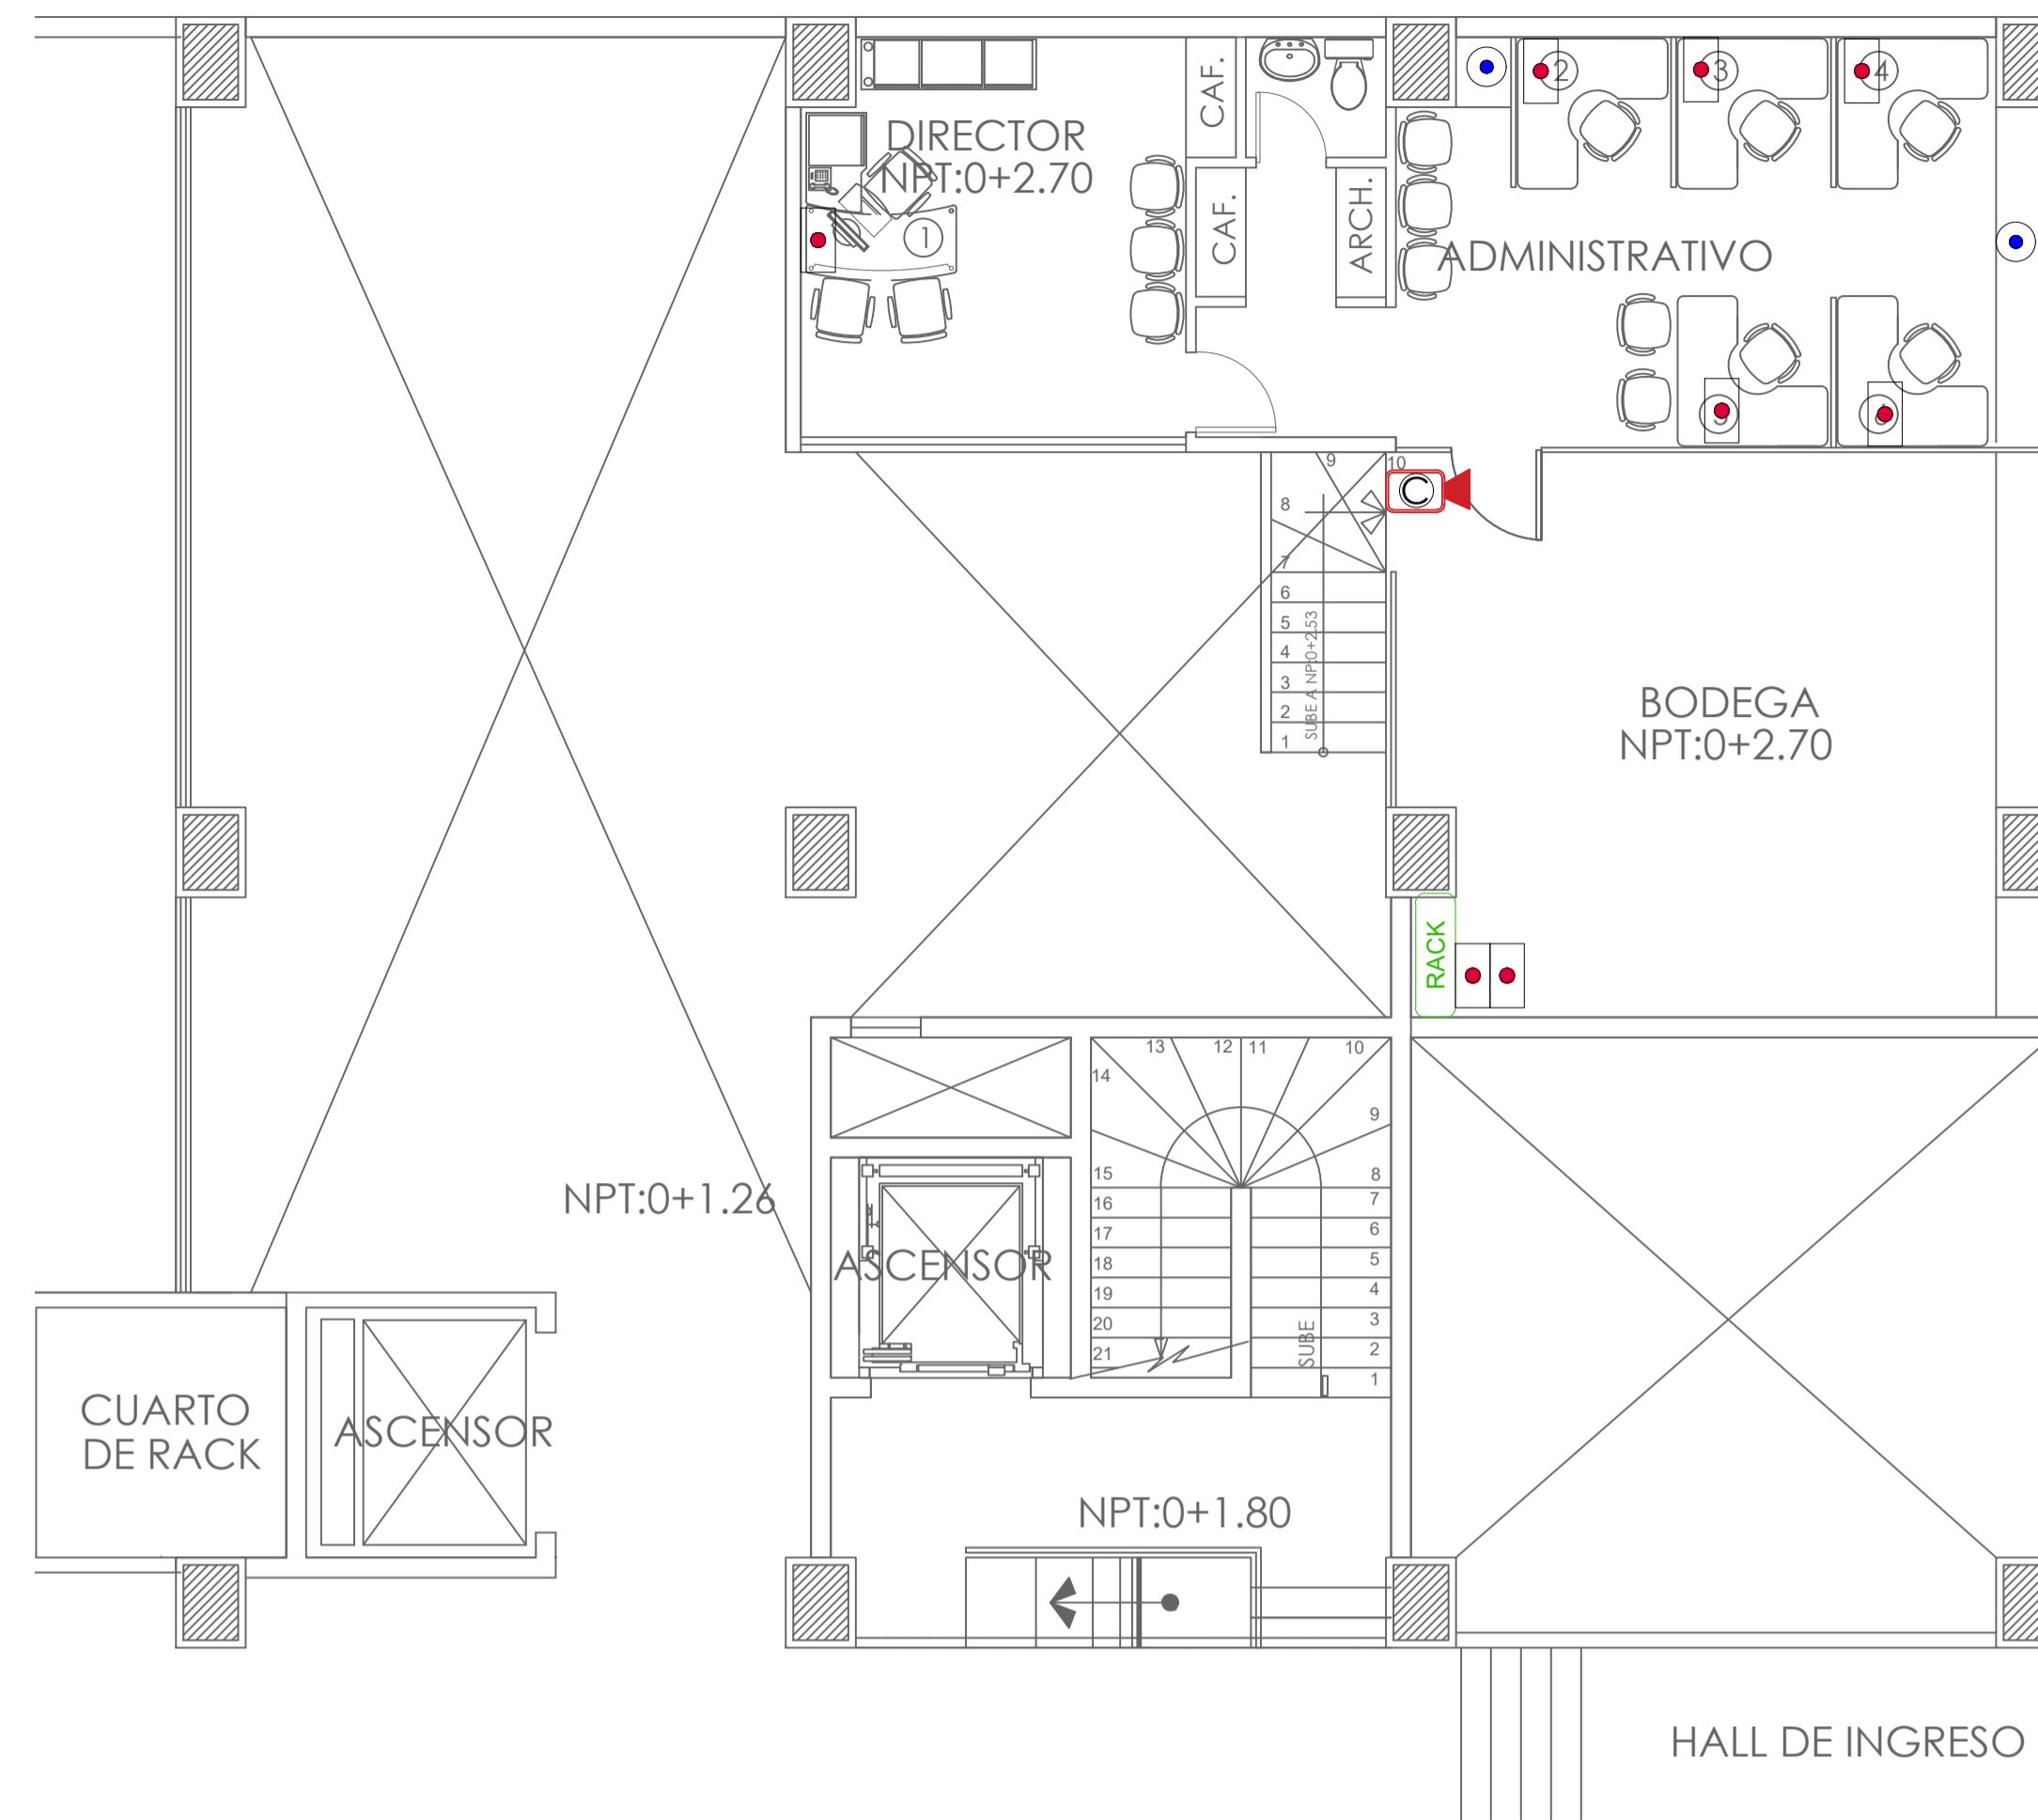 DIRECTOR
NPT:0+2.70
1
CAF.
CAF.
ARCH.
2
3
4
ADMINISTRATIVO
6
9
10
8
7
6
5
4
3
2
1
SUBE A NP:0+2.53
C
BODEGA
NPT:0+2.70
RACK
13
12
11
10
14
9
15
8
16
7
17
6
18
5
19
4
20
3
21
2
1
SUBE
NPT:0+1.26
ASCENSOR
CUARTO
DE RACK
ASCENSOR
NPT:0+1.80
HALL DE INGRESO